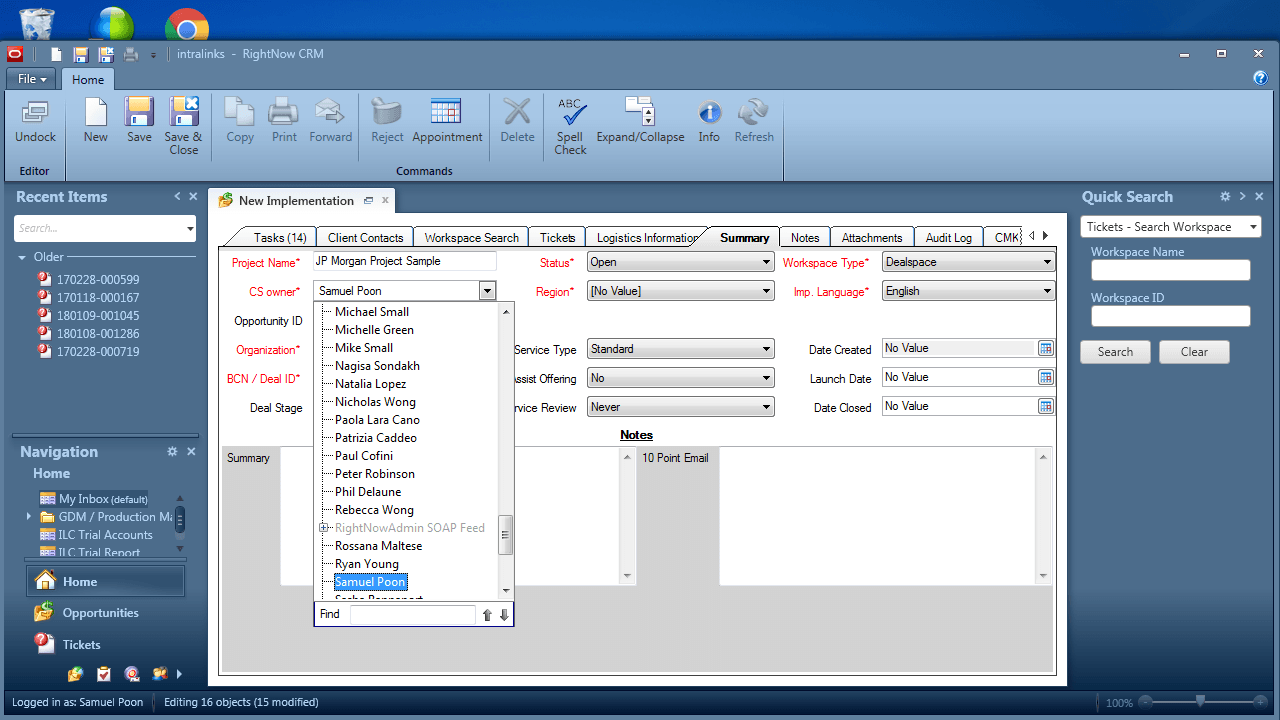 intralinks - RightNow CRM
File
Home
Undock
New
Save
Save & Close
Copy
Print
Forward
Reject
Appointment
Delete
ABC
Spell Check
Expand/Collapse
Info
Refresh
Editor
Commands
Recent Items
Search...
Older
170228-000599
170118-000167
180109-001045
180108-001286
170228-000719
Navigation
Home
My Inbox (default)
GDM / Production Ma
ILC Trial Accounts
ILC Trial Report
Home
Opportunities
Tickets
New Implementation
Tasks (14)
Client Contacts
Workspace Search
Tickets
Logistics Information
Summary
Notes
Attachments
Audit Log
CMK
Project Name* JP Morgan Project Sample
Status* Open
Workspace Type* Dealspace
CS owner* Samuel Poon
Region* [No Value]
Imp. Language* English
Opportunity ID
Organization*
Service Type Standard
Date Created No Value
BCN / Deal ID*
Assist Offering No
Launch Date No Value
Deal Stage
rvice Review Never
Date Closed No Value
Michael Small
Michelle Green
Mike Small
Nagisa Sondakh
Natalia Lopez
Nicholas Wong
Paola Lara Cano
Patrizia Caddeo
Paul Cofini
Peter Robinson
Phil Delaune
Rebecca Wong
RightNowAdmin SOAP Feed
Rossana Maltese
Ryan Young
Samuel Poon
Find
Notes
Summary
10 Point Email
Quick Search
Tickets - Search Workspace
Workspace Name
Workspace ID
Search
Clear
Logged in as: Samuel Poon
Editing 16 objects (15 modified)
100%